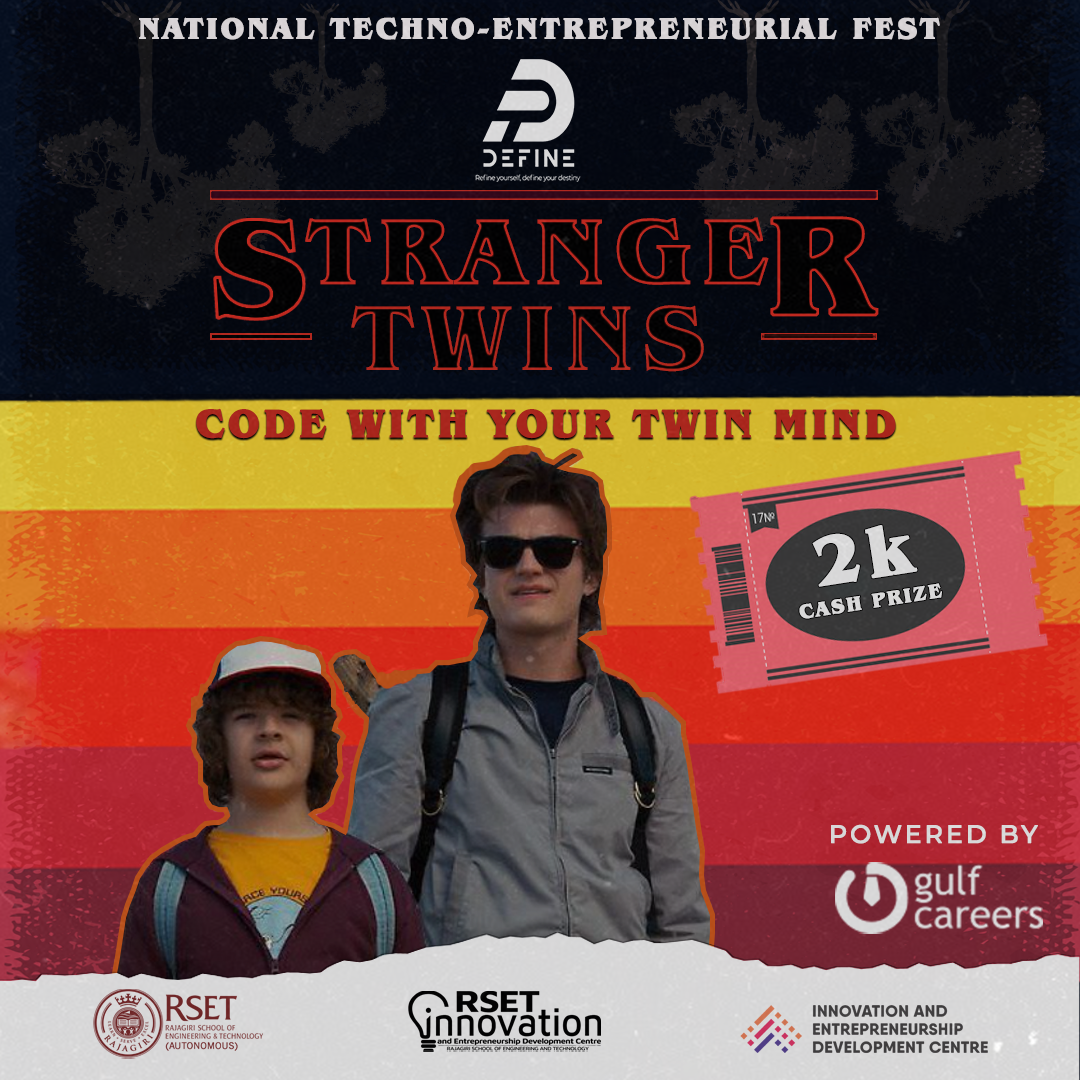 NATIONAL TECHNO-ENTREPRENEURIAL FEST
DEFINE
Refine yourself, define your destiny
STRANGER
TWINS
CODE WITH YOUR TWIN MIND
17№
2k
CASH PRIZE
POWERED BY
gulf
careers
RSET
RAJAGIRI SCHOOL OF
ENGINEERING & TECHNOLOGY
(AUTONOMOUS)
RAJAGIRI
RSET
innovation
and Entrepreneurship Development Centre
RAJAGIRI SCHOOL OF ENGINEERING AND TECHNOLOGY
INNOVATION AND
ENTREPRENEURSHIP
DEVELOPMENT CENTRE